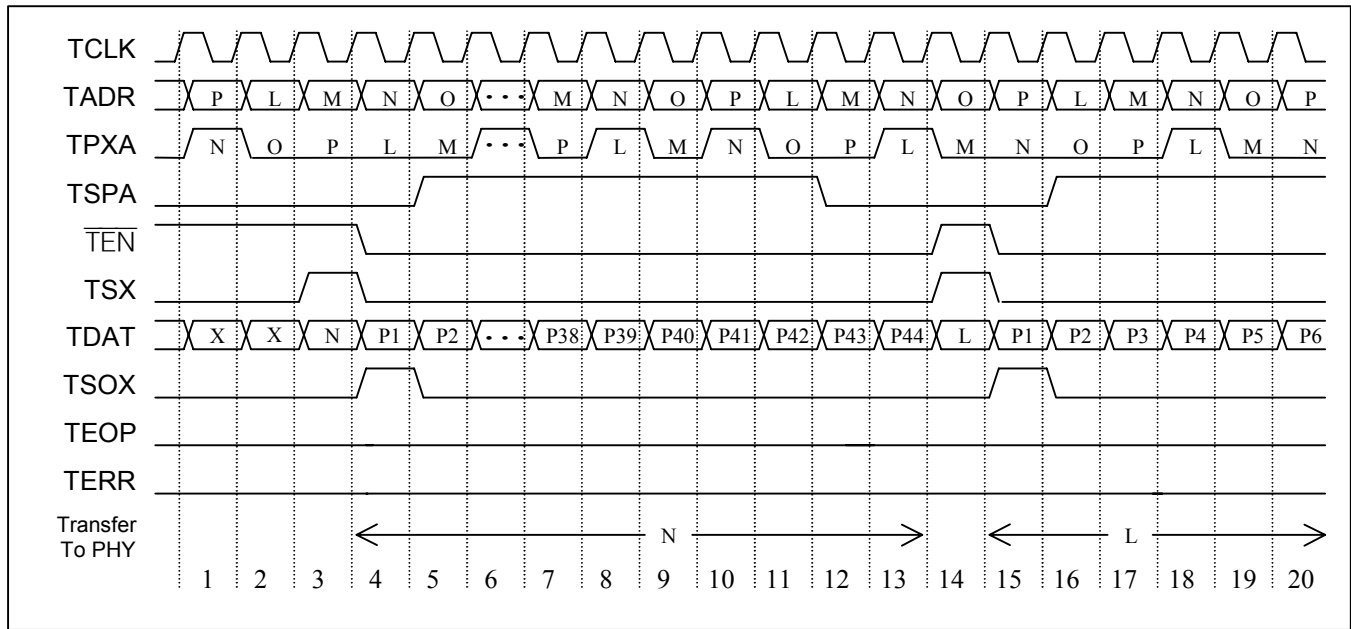 TCLK
TADR P L M N O ··· M N O P L M N O P L M N O P
TPXA N O P L M ··· P L M N O P L M N O P L M N
TSPA
TEN
TSX
TDAT X X N P1 P2 ··· P38 P39 P40 P41 P42 P43 P44 L P1 P2 P3 P4 P5 P6
TSOX
TEOP
TERR
Transfer
To PHY N L
1 2 3 4 5 6 7 8 9 10 11 12 13 14 15 16 17 18 19 20